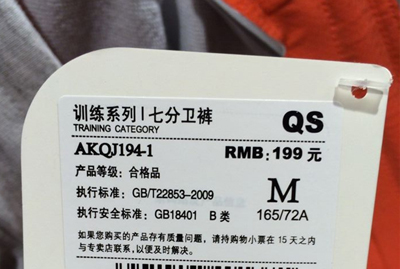 训练系列 | 七分卫裤 QS
TRAINING CATEGORY
AKQJ194-1 RMB: 199 元
产品等级: 合格品
执行标准: GB/T22853-2009 M
执行安全标准: GB18401 B 类 165/72A
如果您购买的产品存有质量问题，请持购物小票在 15 天之内
与专卖店联系,以便及时解决。